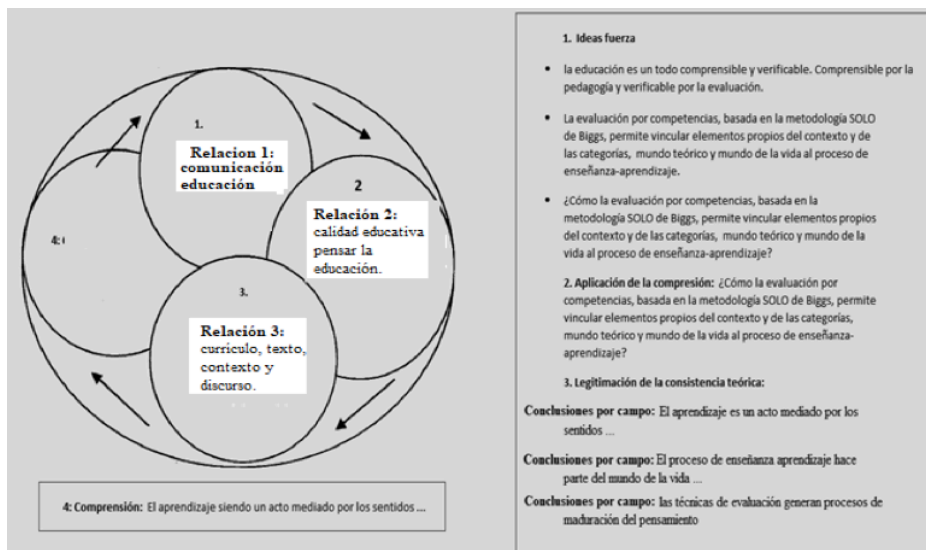 1.
Relacion 1:
comunicación
educación
2
Relación 2:
calidad educativa
pensar la
educación.
4:
3.
Relación 3:
currículo, texto,
contexto y
discurso.
4: Comprensión: El aprendizaje siendo un acto mediado por los sentidos ...
1. Ideas fuerza
• la educación es un todo comprensible y verificable. Comprensible por la
pedagogía y verificable por la evaluación.
• La evaluación por competencias, basada en la metodología SOLO
de Biggs, permite vincular elementos propios del contexto y de
las categorías, mundo teórico y mundo de la vida al proceso de
enseñanza-aprendizaje.
• ¿Cómo la evaluación por competencias, basada en la
metodología SOLO de Biggs, permite vincular elementos propios
del contexto y de las categorías, mundo teórico y mundo de la
vida al proceso de enseñanza-aprendizaje?
2. Aplicación de la compresión: ¿Cómo la evaluación por
competencias, basada en la metodología SOLO de Biggs, permite
vincular elementos propios del contexto y de las categorías,
mundo teórico y mundo de la vida al proceso de enseñanza-
aprendizaje?
3. Legitimación de la consistencia teórica:
Conclusiones por campo: El aprendizaje es un acto mediado por los
sentidos ...
Conclusiones por campo: El proceso de enseñanza aprendizaje hace
parte del mundo de la vida ...
Conclusiones por campo: las técnicas de evaluación generan procesos de
maduración del pensamiento